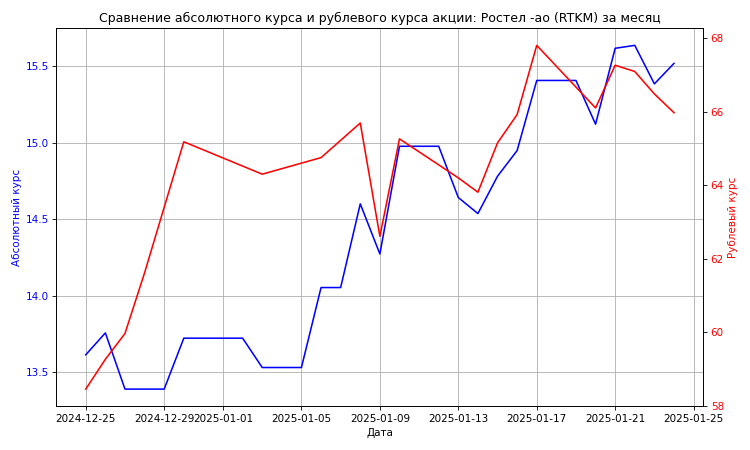 Сравнение абсолютного курса и рублевого курса акции: Ростел -ао (RTKM) за месяц
Абсолютный курс
15.5
15.0
14.5
14.0
13.5
68
66
64
62
60
58
Рублевый курс
2024-12-25 2024-12-29 2025-01-01 2025-01-05 2025-01-09 2025-01-13 2025-01-17 2025-01-21 2025-01-25
Дата